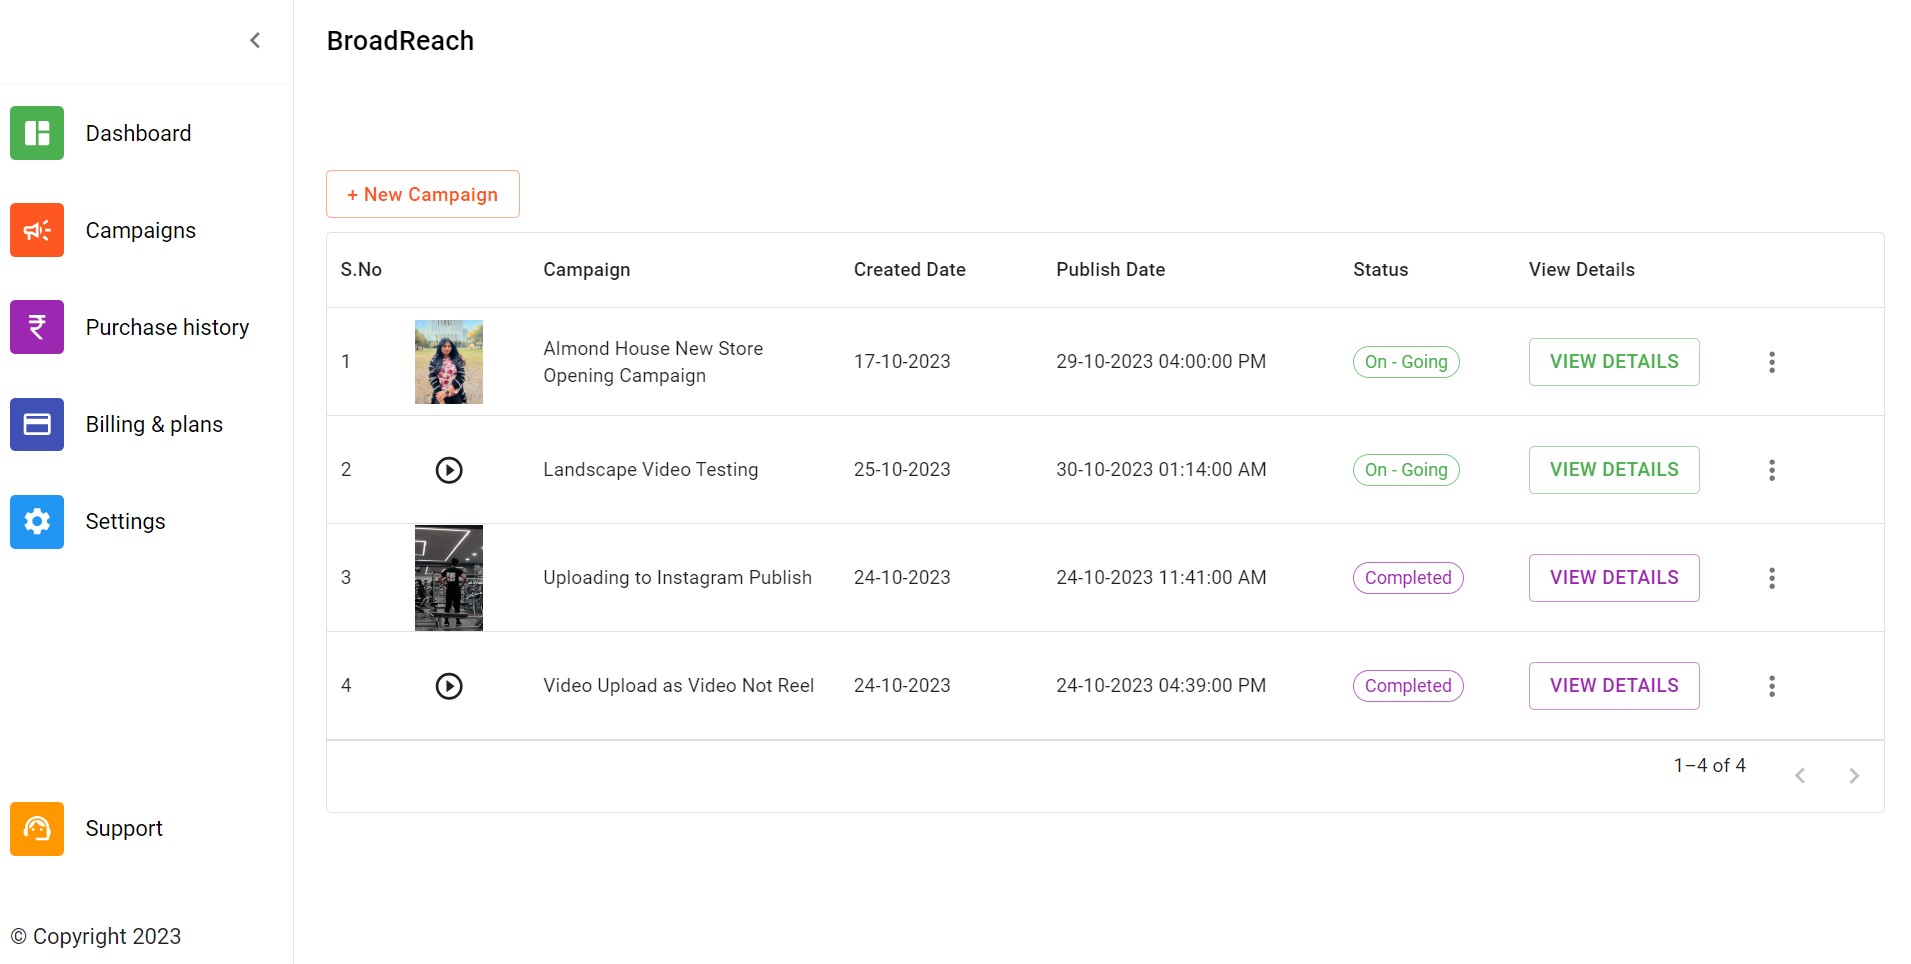 BroadReach
Dashboard
Campaigns
Purchase history
Billing & plans
Settings
Support
© Copyright 2023
+ New Campaign
S.No Campaign Created Date Publish Date Status View Details
1 Almond House New Store 17-10-2023 29-10-2023 04:00:00 PM On - Going VIEW DETAILS
Opening Campaign
2 Landscape Video Testing 25-10-2023 30-10-2023 01:14:00 AM On - Going VIEW DETAILS
3 Uploading to Instagram Publish 24-10-2023 24-10-2023 11:41:00 AM Completed VIEW DETAILS
4 Video Upload as Video Not Reel 24-10-2023 24-10-2023 04:39:00 PM Completed VIEW DETAILS
1–4 of 4